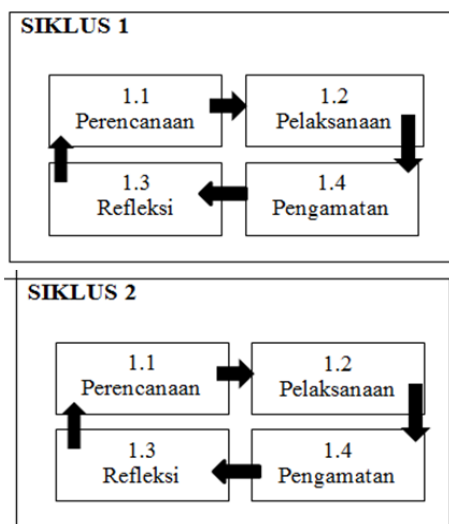 SIKLUS 1
1.1
Perencanaan
1.2
Pelaksanaan
1.3
Refleksi
1.4
Pengamatan
SIKLUS 2
1.1
Perencanaan
1.2
Pelaksanaan
1.3
Refleksi
1.4
Pengamatan